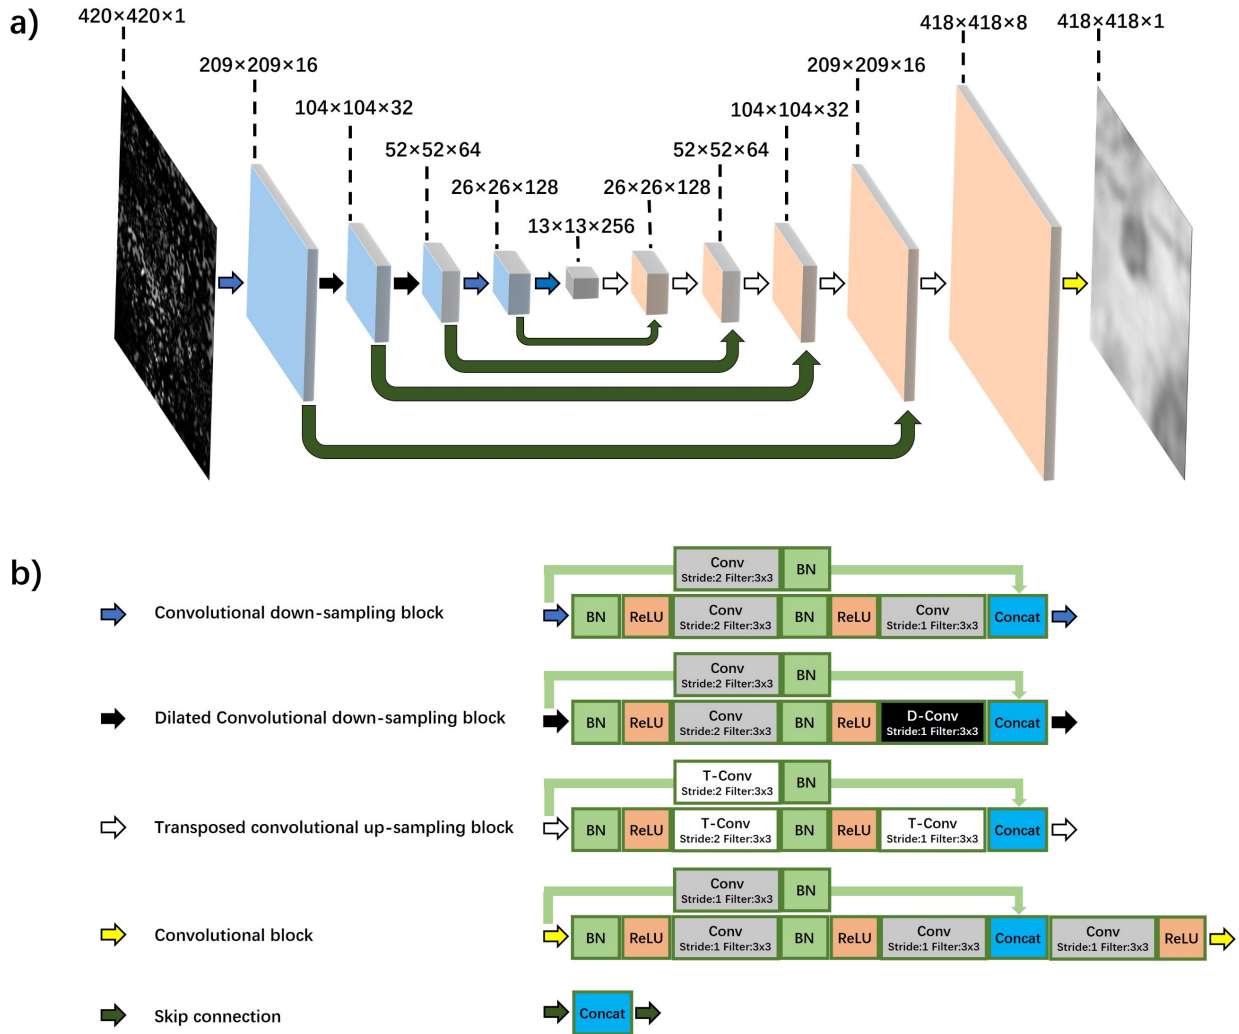 a)
420×420×1
209×209×16
104×104×32
52×52×64
26×26×128
13×13×256
26×26×128
52×52×64
104×104×32
209×209×16
418×418×8
418×418×1
b)
Convolutional down-sampling block
Conv
Stride:2 Filter:3x3
BN
BN
ReLU
Conv
Stride:2 Filter:3x3
BN
ReLU
Conv
Stride:1 Filter:3x3
Concat
Dilated Convolutional down-sampling block
Conv
Stride:2 Filter:3x3
BN
BN
ReLU
Conv
Stride:2 Filter:3x3
BN
ReLU
D-Conv
Stride:1 Filter:3x3
Concat
Transposed convolutional up-sampling block
T-Conv
Stride:2 Filter:3x3
BN
BN
ReLU
T-Conv
Stride:2 Filter:3x3
BN
ReLU
T-Conv
Stride:1 Filter:3x3
Concat
Convolutional block
Conv
Stride:1 Filter:3x3
BN
BN
ReLU
Conv
Stride:1 Filter:3x3
BN
ReLU
Conv
Stride:1 Filter:3x3
Concat
Conv
Stride:1 Filter:3x3
ReLU
Skip connection
Concat